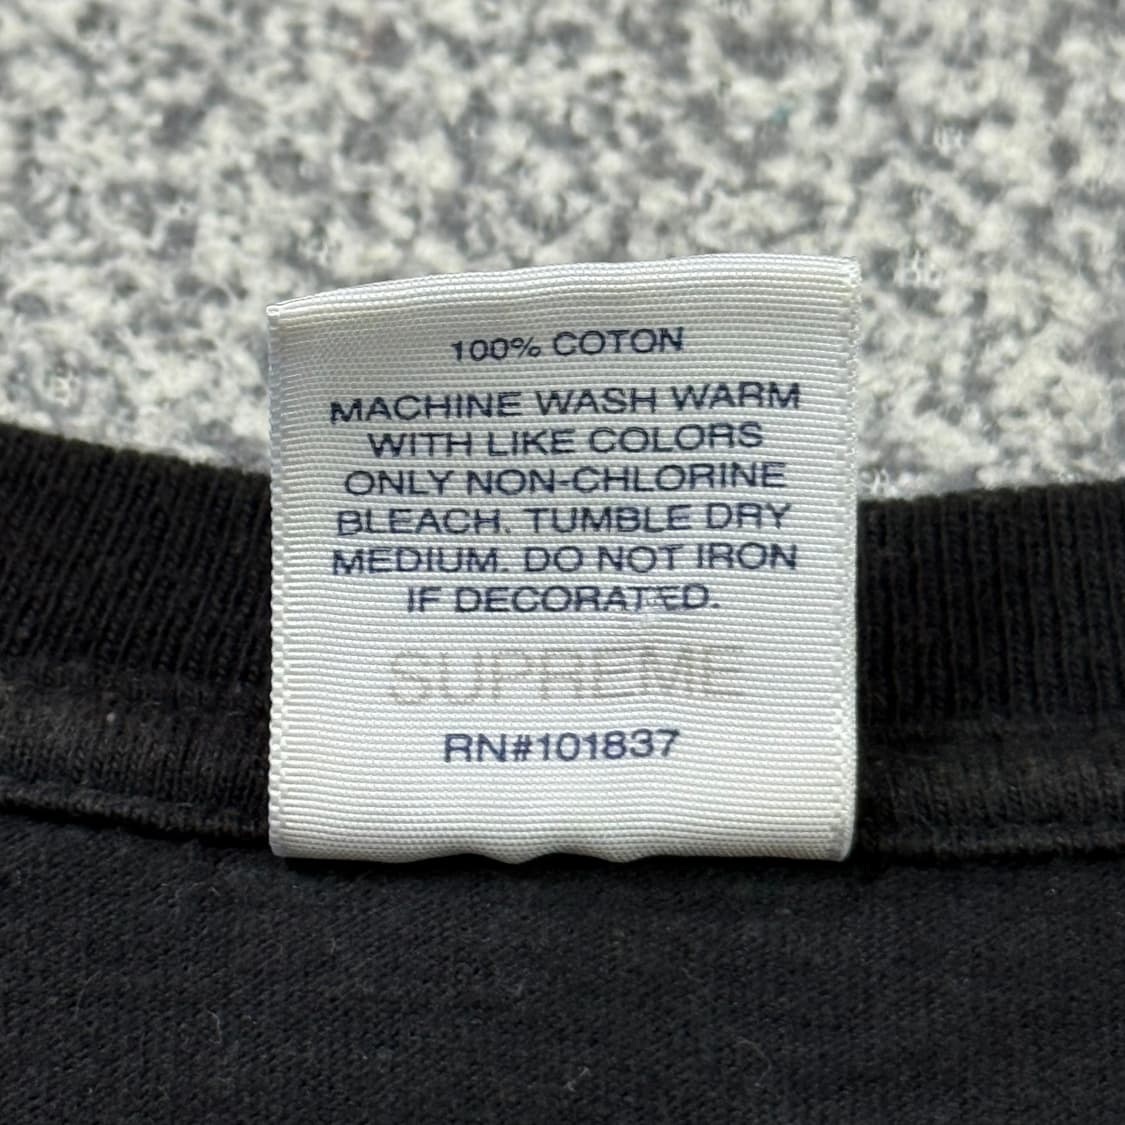 100% COTON
MACHINE WASH WARM
WITH LIKE COLORS
ONLY NON-CHLORINE
BLEACH. TUMBLE DRY
MEDIUM. DO NOT IRON
IF DECORATED.
SUPREME
RN#101837